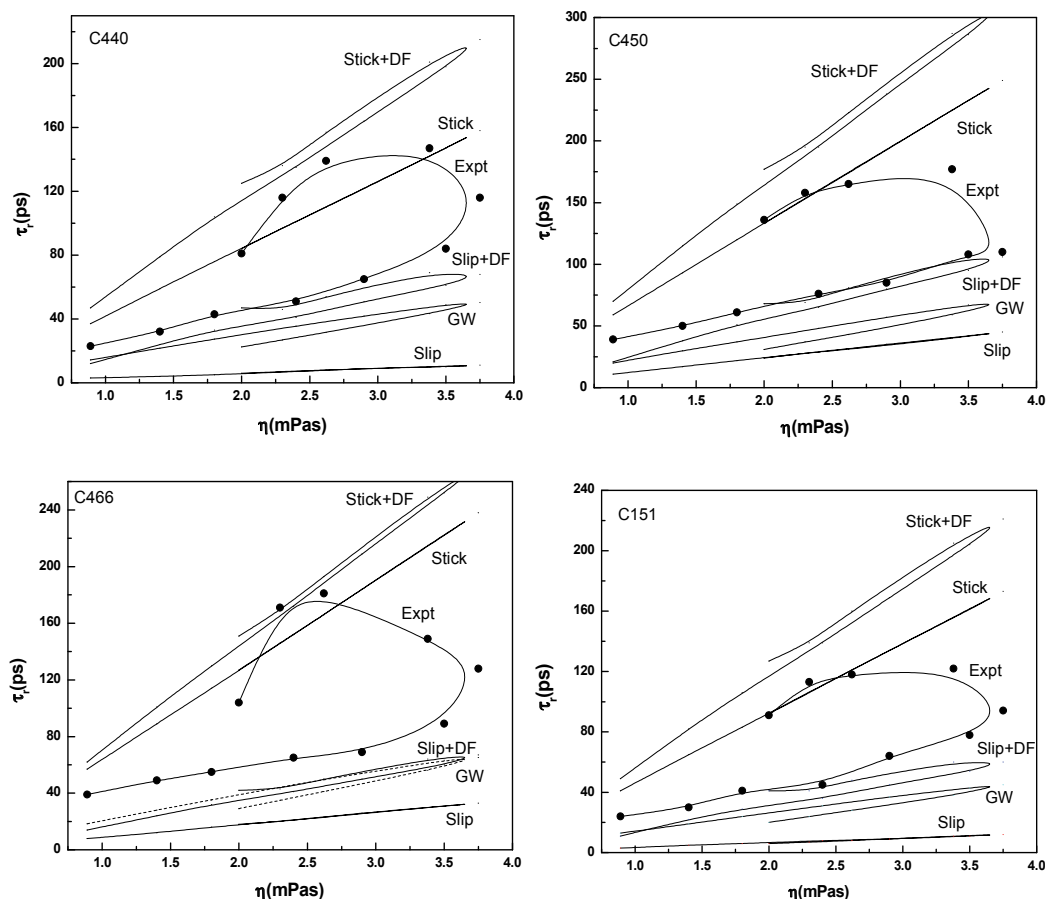 C440
200
160
120
80
40
0
τr(ps)
1.0 1.5 2.0 2.5 3.0 3.5 4.0
η(mPas)
Stick+DF
Stick
Expt
Slip+DF
GW
Slip
C450
300
250
200
150
100
50
0
τr(ps)
1.0 1.5 2.0 2.5 3.0 3.5 4.0
η(mPas)
Stick+DF
Stick
Expt
Slip+DF
GW
Slip
C466
240
200
160
120
80
40
0
τr(ps)
1.0 1.5 2.0 2.5 3.0 3.5 4.0
η(mPas)
Stick+DF
Stick
Expt
Slip+DF
GW
Slip
C151
240
200
160
120
80
40
0
τr(ps)
1.0 1.5 2.0 2.5 3.0 3.5 4.0
η(mPas)
Stick+DF
Stick
Expt
Slip+DF
GW
Slip